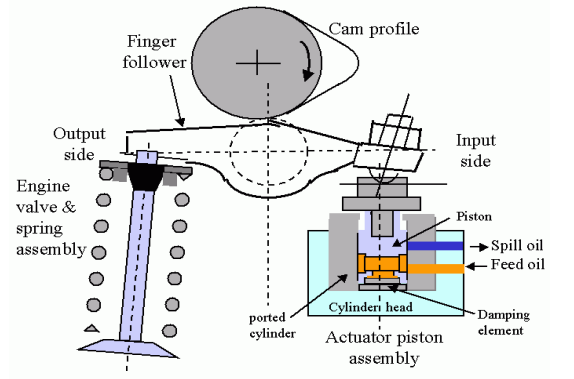 Cam profile
Finger
follower
Output
side
Input
side
Engine
valve &
spring
assembly
Piston
Spill oil
Feed oil
ported
cylinder
Cylinder head
Damping
element
Actuator piston
assembly